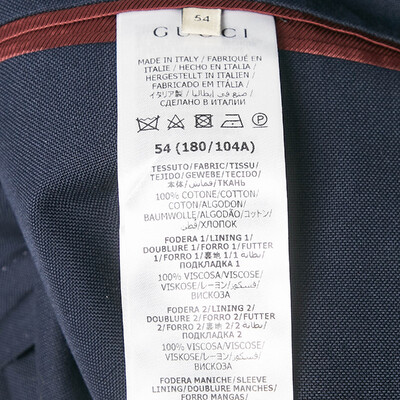 54
GUCCI
MADE IN ITALY / FABRIQUÉ EN
ITALIE / HECHO EN ITALIA /
HERGESTELLT IN ITALIEN /
FABRICADO EM ITÁLIA /
イタリア製 / صنع في إيطاليا /
СДЕЛАНО В ИТАЛИИ
54 (180/104A)
TESSUTO/FABRIC/TISSU/
TEJIDO/GEWEBE/TECIDO/
表地/قماش/ТКАНЬ
100% COTONE/COTTON/
COTON/ALGODON/
BAUMWOLLE/ALGODÃO/コットン/
قطن/ХЛОПОК
FODERA 1/LINING 1/
DOUBLURE 1/FORRO 1/FUTTER
1/FORRO 1/裏地 1/1 بطانة/
ПОДКЛАДКА 1
100% VISCOSA/VISCOSE/
VISKOSE/レーヨン/فسكوز/
ВИСКОЗА
FODERA 2/LINING 2/
DOUBLURE 2/FORRO 2/FUTTER
2/FORRO 2/裏地 2/2 بطانة/
ПОДКЛАДКА 2
100% VISCOSA/VISCOSE/
VISKOSE/レーヨン/فسكوز/
ВИСКОЗА
FODERA MANICHE/SLEEVE
LINING/DOUBLURE MANCHES/
FORRO MANGAS/